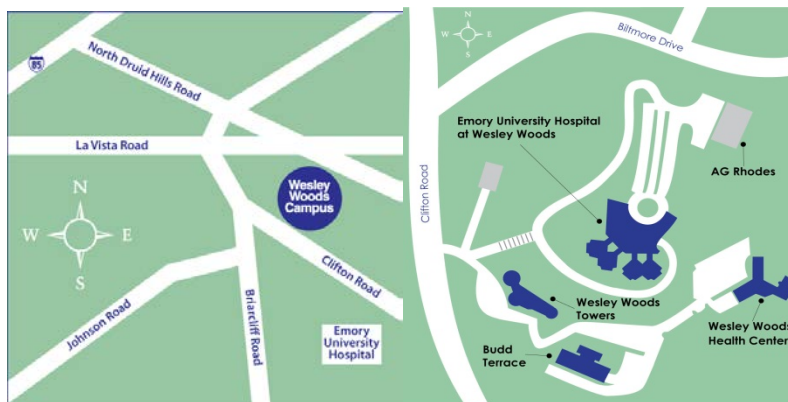 85
North Druid Hills Road
La Vista Road
Wesley
Woods
Campus
N
W
E
S
Clifton Road
Johnson Road
Briarcliff Road
Emory
University
Hospital
N
W
E
S
Biltmore Drive
Emory University Hospital
at Wesley Woods
AG Rhodes
Clifton Road
Wesley Woods
Towers
Wesley Woods
Health Center
Budd
Terrace